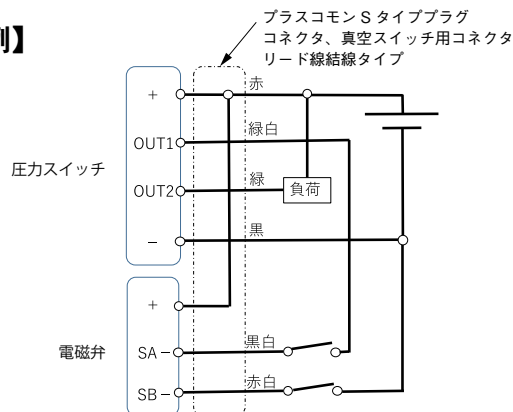 例】
プラスコモン S タイププラグ
コネクタ、真空スイッチ用コネクタ
リード線結線タイプ
赤
+
緑白
OUT1
圧力スイッチ
緑
OUT2
負荷
黒
−
+
黒白
電磁弁
SA −
赤白
SB −